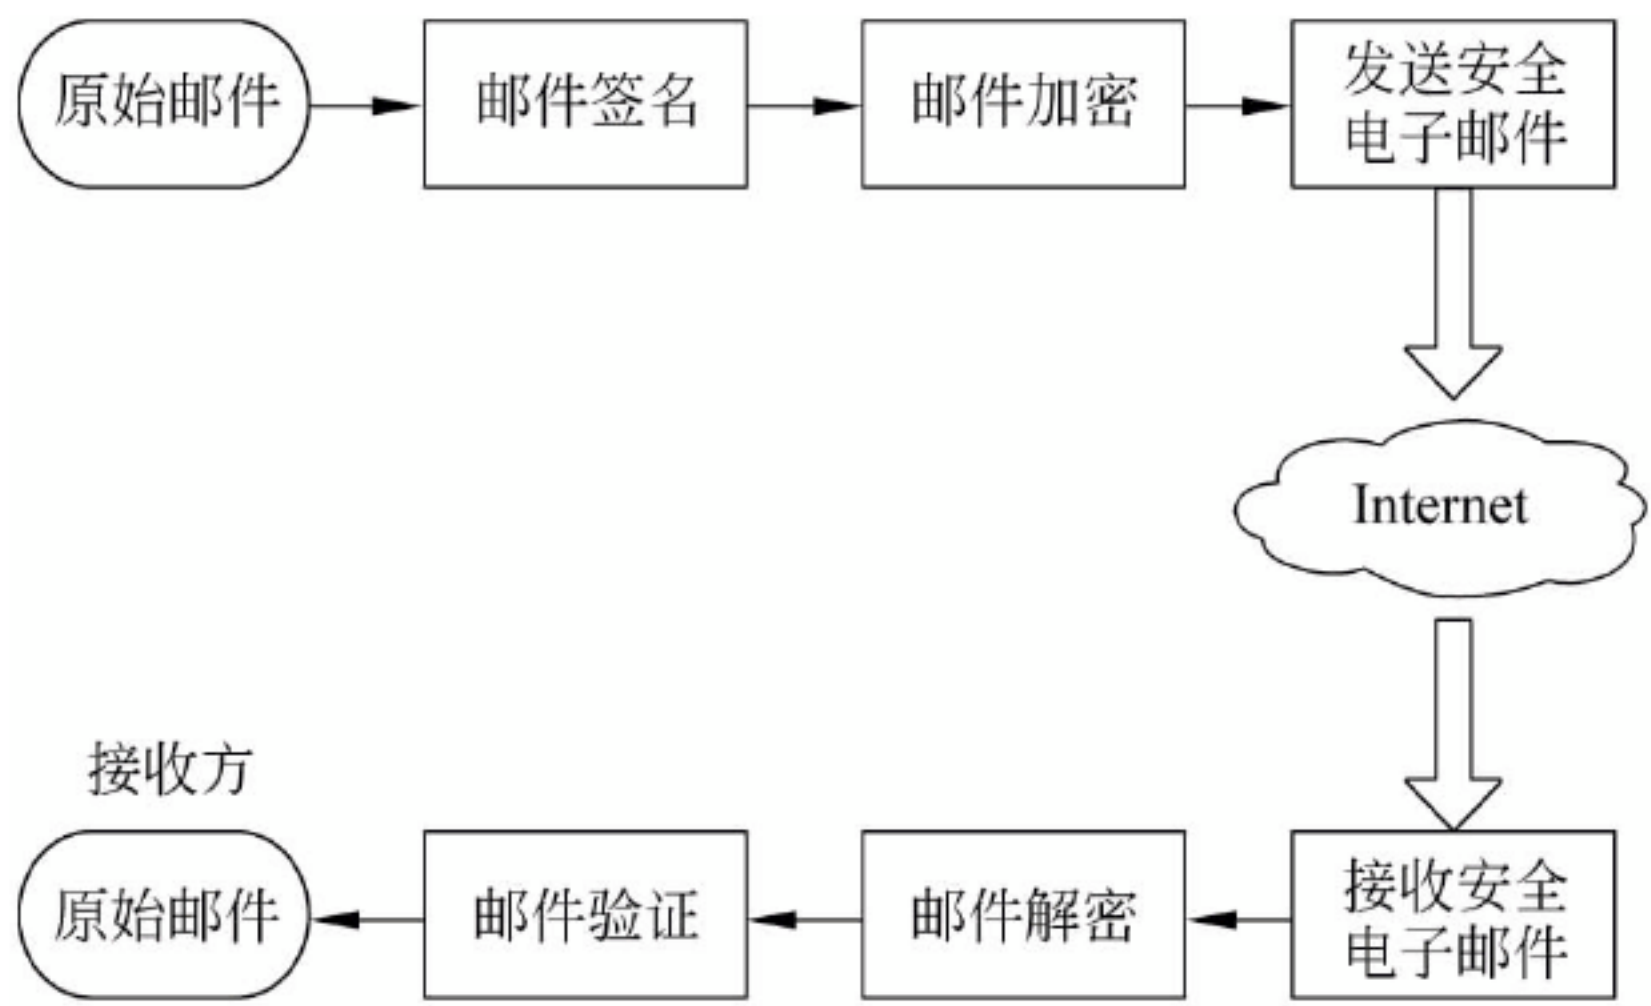 原始邮件
邮件签名
邮件加密
发送安全
电子邮件
Internet
接收方
原始邮件
邮件验证
邮件解密
接收安全
电子邮件